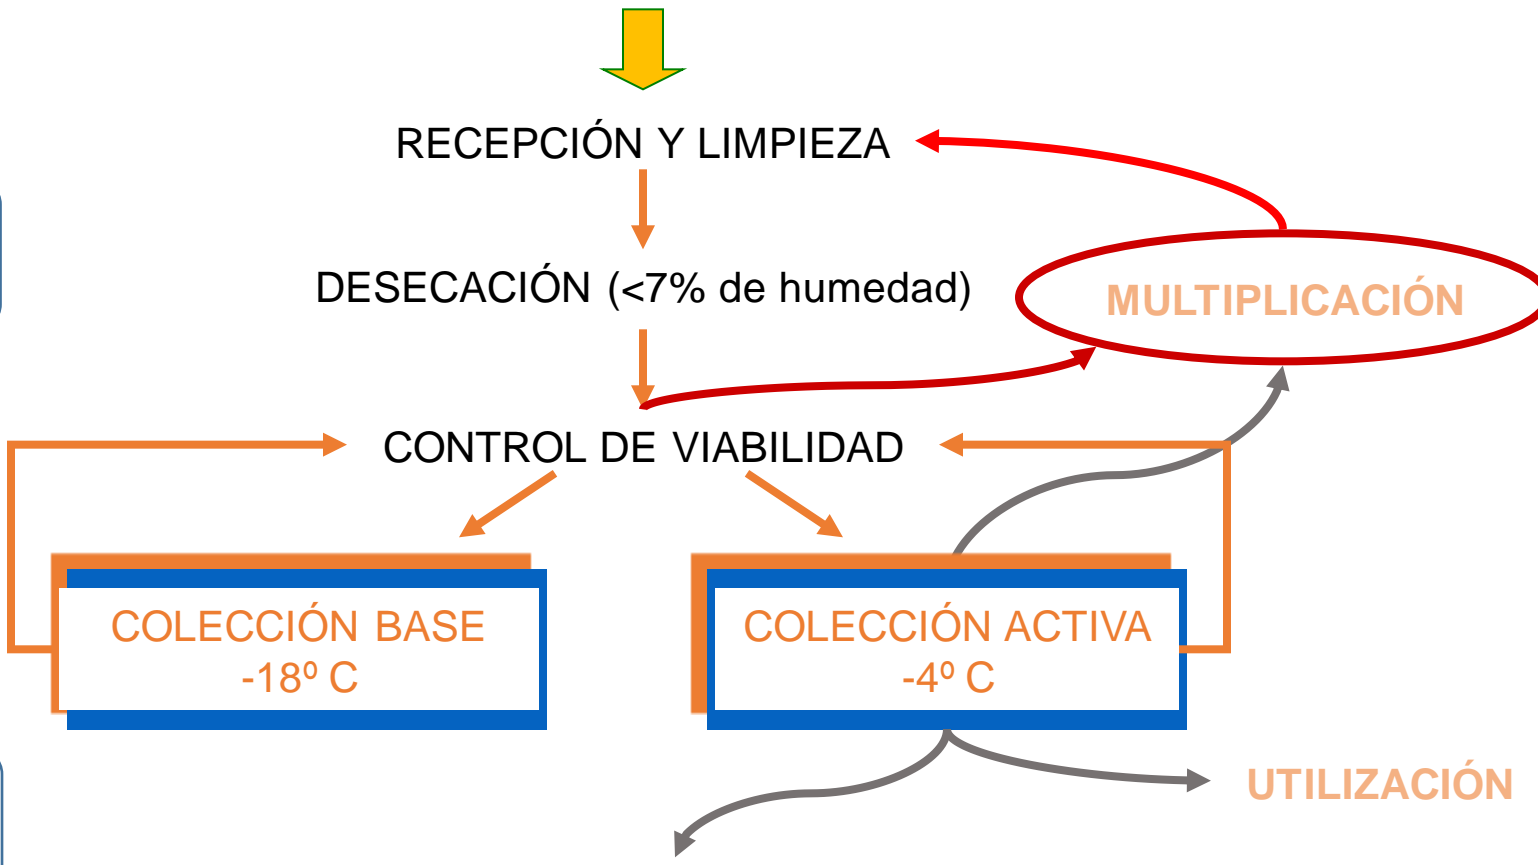 RECEPCIÓN Y LIMPIEZA
DESECACIÓN (<7% de humedad)
MULTIPLICACIÓN
CONTROL DE VIABILIDAD
COLECCIÓN BASE
-18º C
COLECCIÓN ACTIVA
-4º C
UTILIZACIÓN